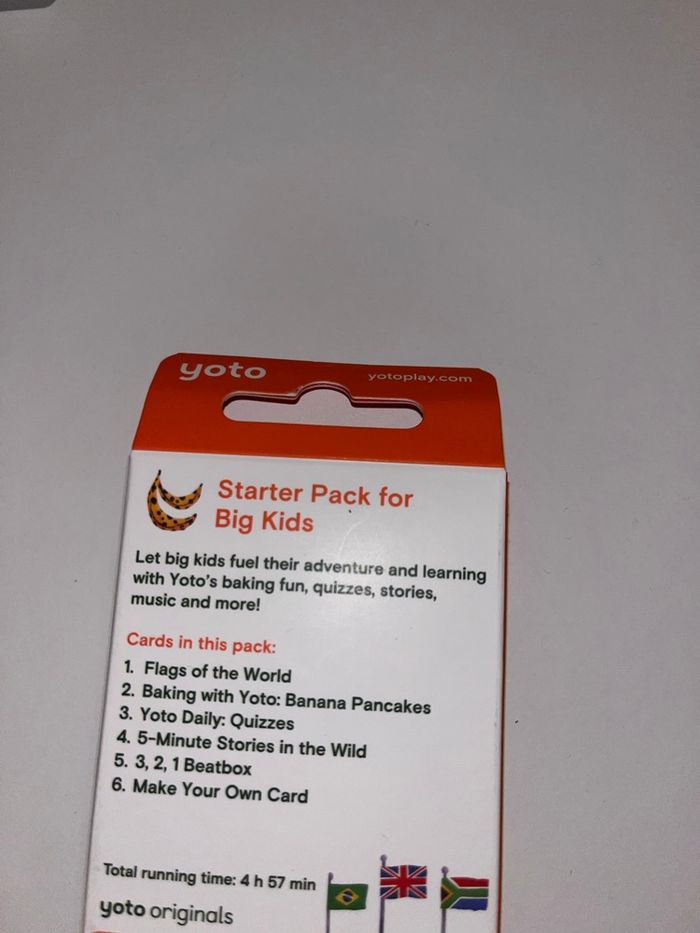 yoto
yotoplay.com
Starter Pack for
Big Kids
Let big kids fuel their adventure and learning
with Yoto's baking fun, quizzes, stories,
music and more!
Cards in this pack:
1. Flags of the World
2. Baking with Yoto: Banana Pancakes
3. Yoto Daily: Quizzes
4. 5-Minute Stories in the Wild
5. 3, 2, 1 Beatbox
6. Make Your Own Card
Total running time: 4 h 57 min
yoto originals